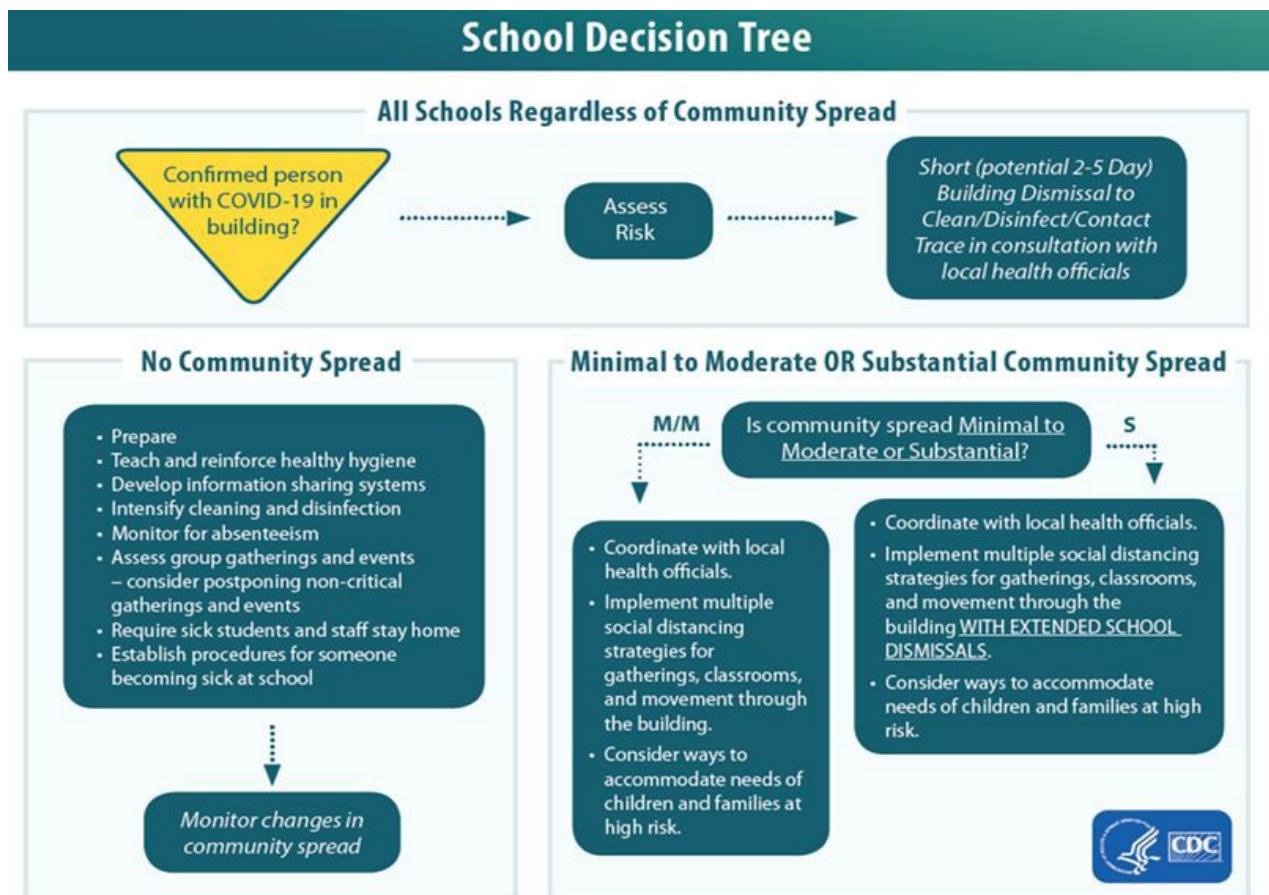 School Decision Tree
All Schools Regardless of Community Spread
Confirmed person
with COVID-19 in
building?
Assess
Risk
Short (potential 2-5 Day)
Building Dismissal to
Clean/Disinfect/Contact
Trace in consultation with
local health officials
No Community Spread
• Prepare
• Teach and reinforce healthy hygiene
• Develop information sharing systems
• Intensify cleaning and disinfection
• Monitor for absenteeism
• Assess group gatherings and events
– consider postponing non-critical
gatherings and events
• Require sick students and staff stay home
• Establish procedures for someone
becoming sick at school
Monitor changes in
community spread
Minimal to Moderate OR Substantial Community Spread
Is community spread Minimal to
Moderate or Substantial?
M/M
• Coordinate with local
health officials.
• Implement multiple
social distancing
strategies for
gatherings, classrooms,
and movement through
the building.
• Consider ways to
accommodate needs of
children and families at
high risk.
S
• Coordinate with local health officials.
• Implement multiple social distancing
strategies for gatherings, classrooms,
and movement through the
building WITH EXTENDED SCHOOL
DISMISSALS.
• Consider ways to accommodate
needs of children and families at high
risk.
CDC